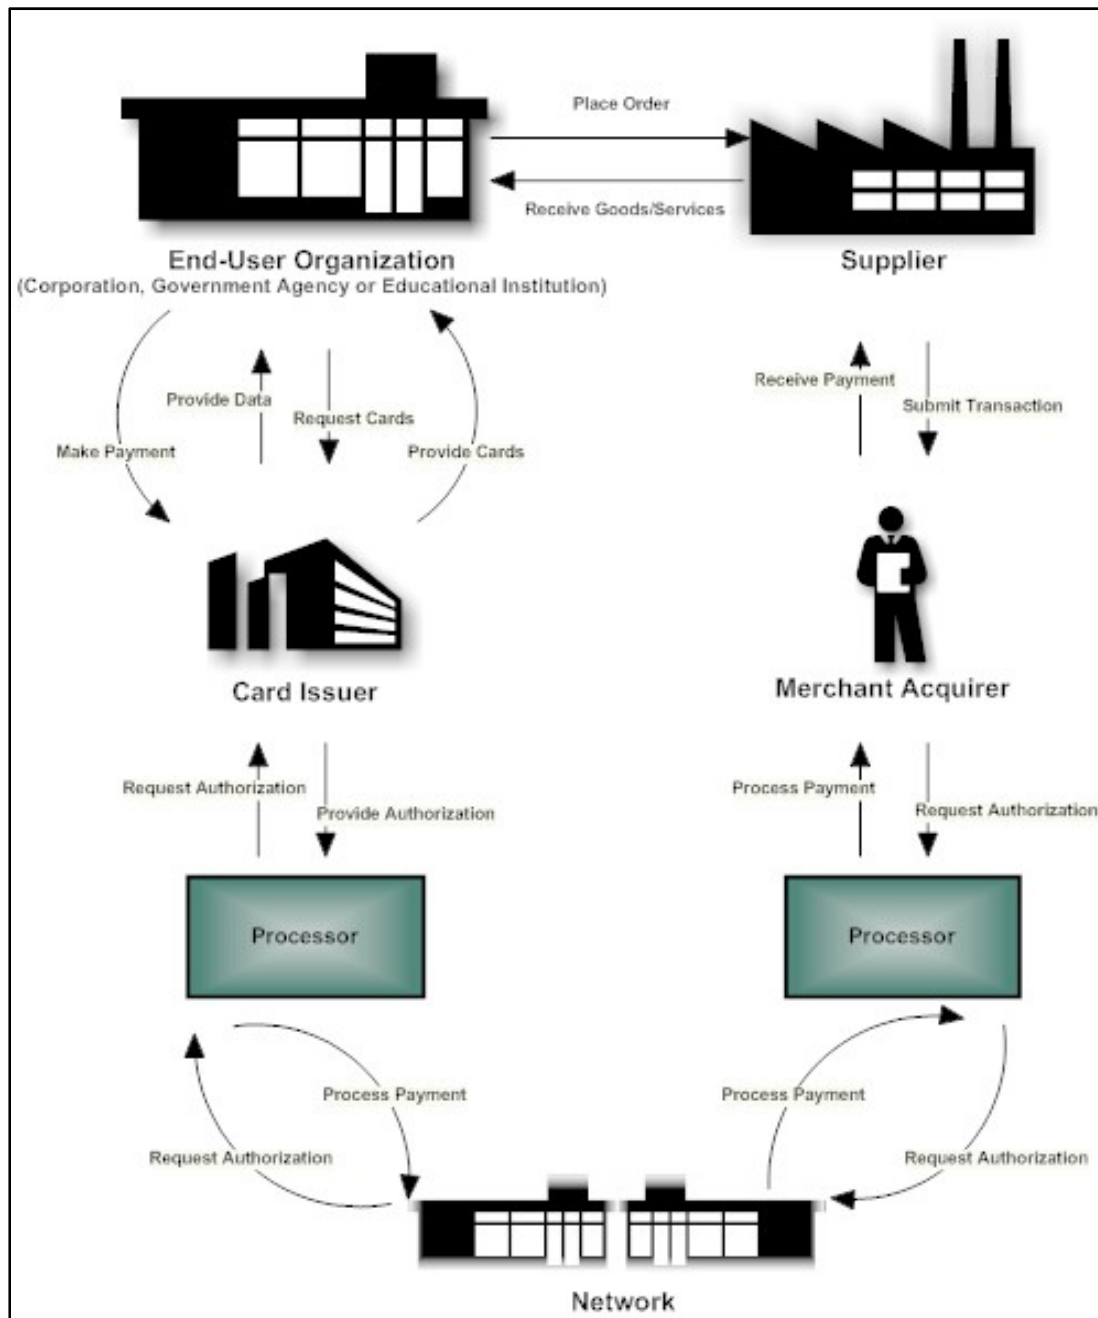 Place Order
Receive Goods/Services
End-User Organization
(Corporation, Government Agency or Educational Institution)
Supplier
Provide Data
Request Cards
Make Payment
Provide Cards
Receive Payment
Submit Transaction
Card Issuer
Merchant Acquirer
Request Authorization
Provide Authorization
Process Payment
Request Authorization
Processor
Processor
Process Payment
Request Authorization
Process Payment
Request Authorization
Network